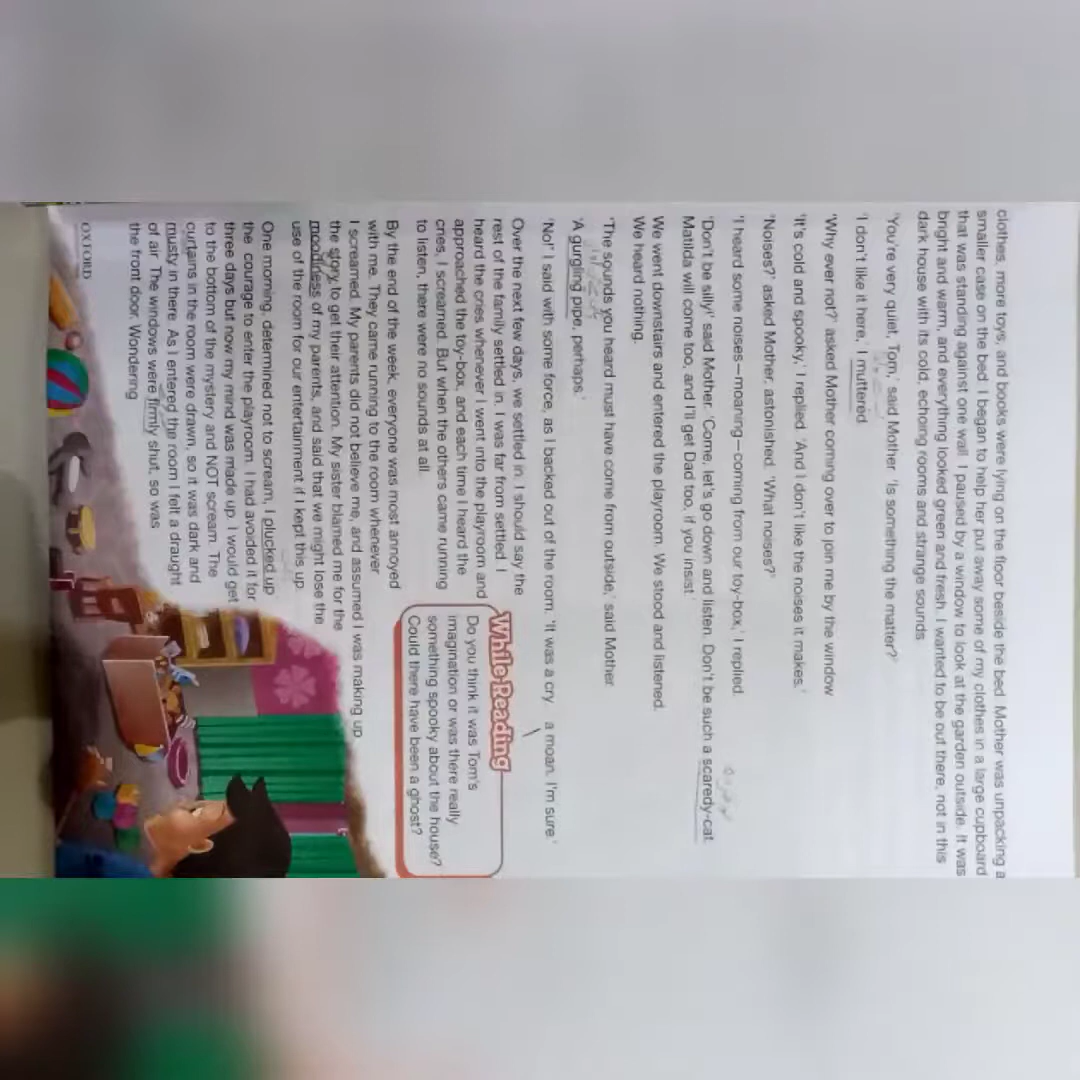 clothes, more toys, and books were lying on the floor beside the bed. Mother was unpacking a
smaller case on the bed. I began to help her put away some of my clothes in a large cupboard
that was standing against one wall. I paused by a window to look at the garden outside. It was
bright and warm, and everything looked green and fresh. I wanted to be out there, not in this
dark house with its cold, echoing rooms and strange sounds.
'You're very quiet, Tom,' said Mother. 'Is something the matter?'
'I don't like it here,' I muttered.
'Why ever not?' asked Mother coming over to join me by the window.
'It's cold and spooky,' I replied. 'And I don't like the noises it makes.'
'Noises?' asked Mother, astonished. 'What noises?'
'I heard some noises—moaning—coming from our toy-box,' I replied.
'Don't be silly!' said Mother. 'Come, let's go down and listen. Don't be such a scaredy-cat.
Matilda will come too, and I'll get Dad too, if you insist.'
We went downstairs and entered the playroom. We stood and listened.
We heard nothing.
'The sounds you heard must have come from outside,' said Mother.
'A gurgling pipe, perhaps.'
'No!' I said with some force, as I backed out of the room. 'It was a cry a moan. I'm sure.'
Over the next few days, we settled in. I should say the
rest of the family settled in. I was far from settled. I
heard the cries whenever I went into the playroom and
approached the toy-box, and each time I heard the
cries, I screamed. But when the others came running
to listen, there were no sounds at all.
While-Reading
Do you think it was Tom's
imagination or was there really
something spooky about the house?
Could there have been a ghost?
By the end of the week, everyone was most annoyed
with me. They came running to the room whenever
I screamed. My parents did not believe me, and assumed I was making up
the story to get their attention. My sister blamed me for the
moodiness of my parents, and said that we might lose the
use of the room for our entertainment if I kept this up.
One morning, determined not to scream, I plucked up
the courage to enter the playroom. I had avoided it for
three days but now my mind was made up. I would get
to the bottom of the mystery and NOT scream. The
curtains in the room were drawn, so it was dark and
musty in there. As I entered the room I felt a draught
of air. The windows were firmly shut, so was
the front door. Wondering
OXFORD